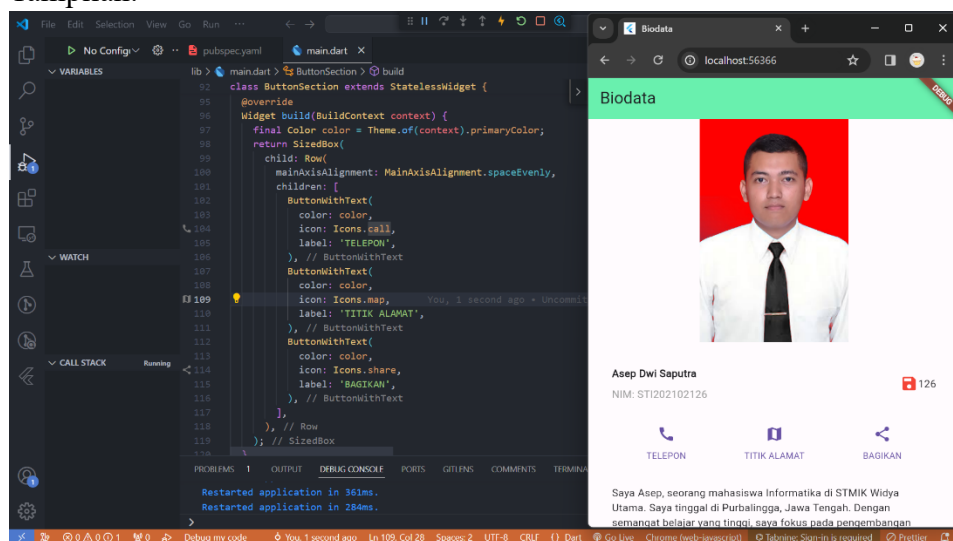 Tampilan:
File Edit Selection View Go Run ...
No Configu
pubspec.yaml
main.dart
VARIABLES
WATCH
CALL STACK
Running
lib > main.dart > ButtonSection > build
92 class ButtonSection extends StatelessWidget {
95 @override
96 Widget build(BuildContext context) {
97 final Color color = Theme.of(context).primaryColor;
98 return SizedBox(
99 child: Row(
100 mainAxisAlignment: MainAxisAlignment.spaceEvenly,
101 children: [
102 ButtonWithText(
103 color: color,
104 icon: Icons.call,
105 label: 'TELEPON',
106 ), // ButtonWithText
107 ButtonWithText(
108 color: color,
109 icon: Icons.map, You, 1 second ago • Uncommit
110 label: 'TITIK ALAMAT',
111 ), // ButtonWithText
112 ButtonWithText(
113 color: color,
114 icon: Icons.share,
115 label: 'BAGIKAN',
116 ), // ButtonWithText
117 ],
118 ), // Row
119 ); // SizedBox
120 }
PROBLEMS 1 OUTPUT DEBUG CONSOLE PORTS GITLENS COMMENTS TERMINA
Restarted application in 361ms.
Restarted application in 284ms.
>
0 0 1 0 Debug my code You, 1 second ago Ln 109, Col 28 Spaces: 2 UTF-8 CRLF {} Dart Go Live Chrome (web-javascript) Tabnine: Sign-in is required Prettier
Biodata
localhost:56366
Biodata
DEBUG
Asep Dwi Saputra
NIM: STI202102126
126
TELEPON
TITIK ALAMAT
BAGIKAN
Saya Asep, seorang mahasiswa Informatika di STMIK Widya
Utama. Saya tinggal di Purbalingga, Jawa Tengah. Dengan
semangat belajar yang tinggi, saya fokus pada pengembangan